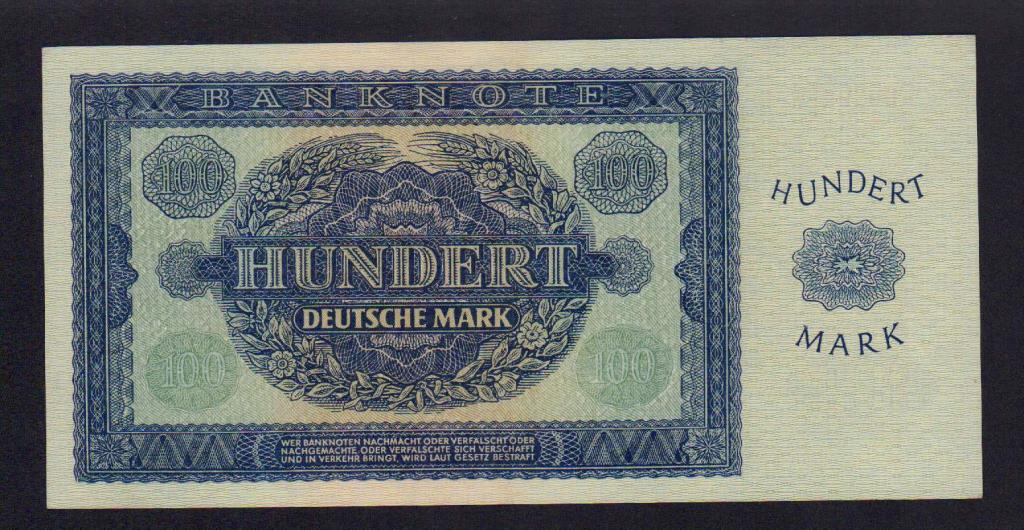 BANKNOTE
100 100
HUNDERT
DEUTSCHE MARK
100 100
WER BANKNOTEN NACHMACHT ODER VERFÄLSCHT ODER
NACHGEMACHTE ODER VERFÄLSCHTE SICH VERSCHAFFT
UND IN VERKEHR BRINGT, WIRD LAUT GESETZ BESTRAFT
HUNDERT
MARK